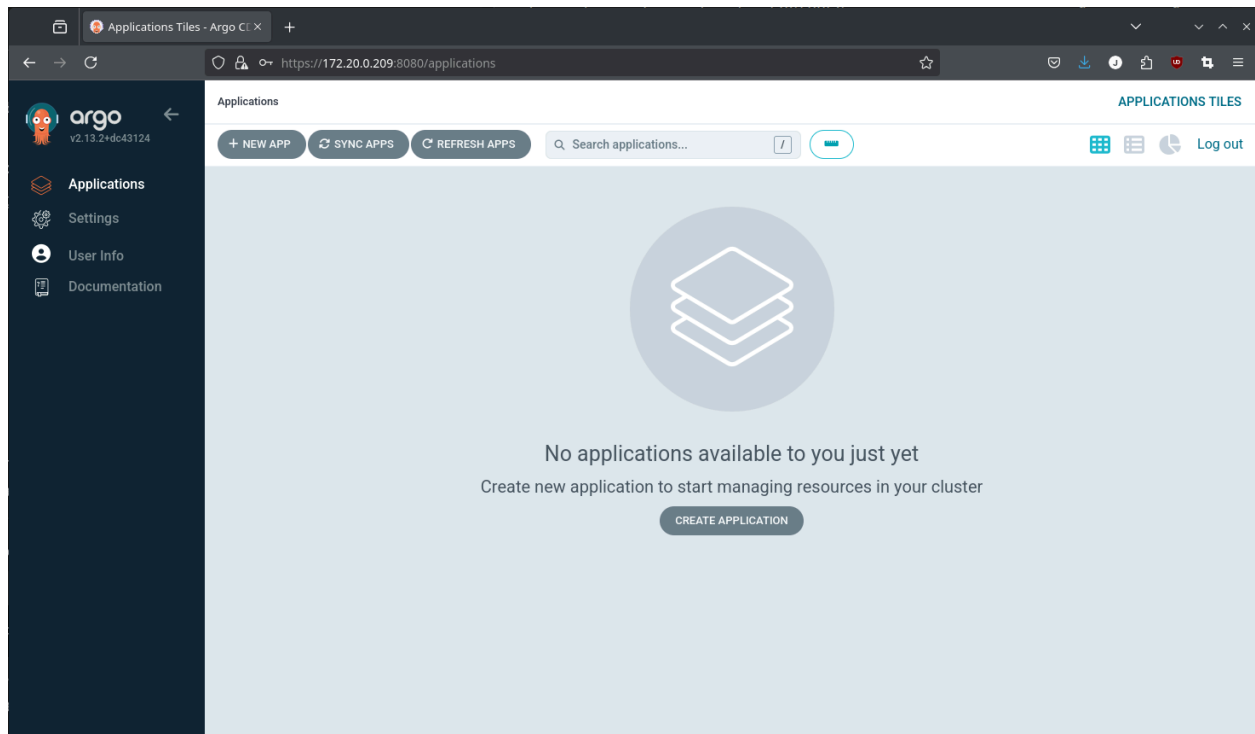 Applications Tiles - Argo C
https://172.20.0.209:8080/applications
argo
v2.13.2+dc43124
Applications
Settings
User Info
Documentation
Applications
APPLICATIONS TILES
+ NEW APP
SYNC APPS
REFRESH APPS
Search applications...
/
Log out
No applications available to you just yet
Create new application to start managing resources in your cluster
CREATE APPLICATION